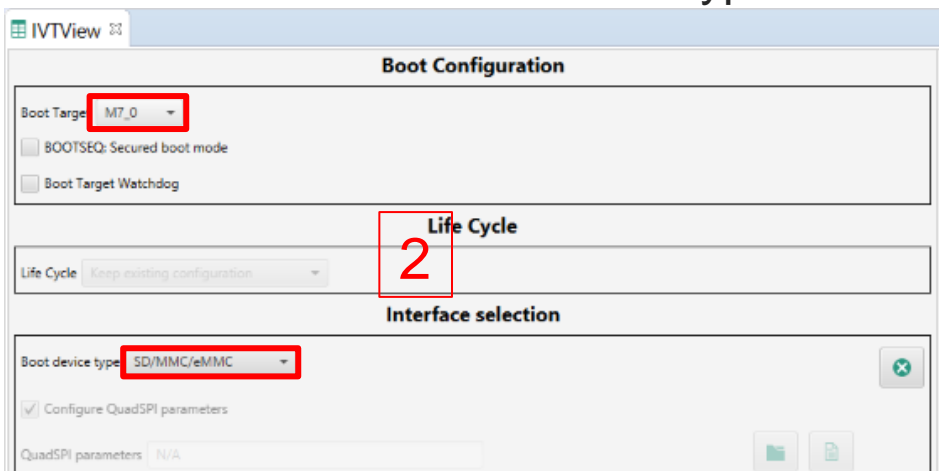 IVTView
Boot Configuration
Boot Target M7_0
BOOTSEQ: Secured boot mode
Boot Target Watchdog
Life Cycle
2
Life Cycle Keep existing configuration
Interface selection
Boot device type SD/MMC/eMMC
Configure QuadSPI parameters
QuadSPI parameters N/A